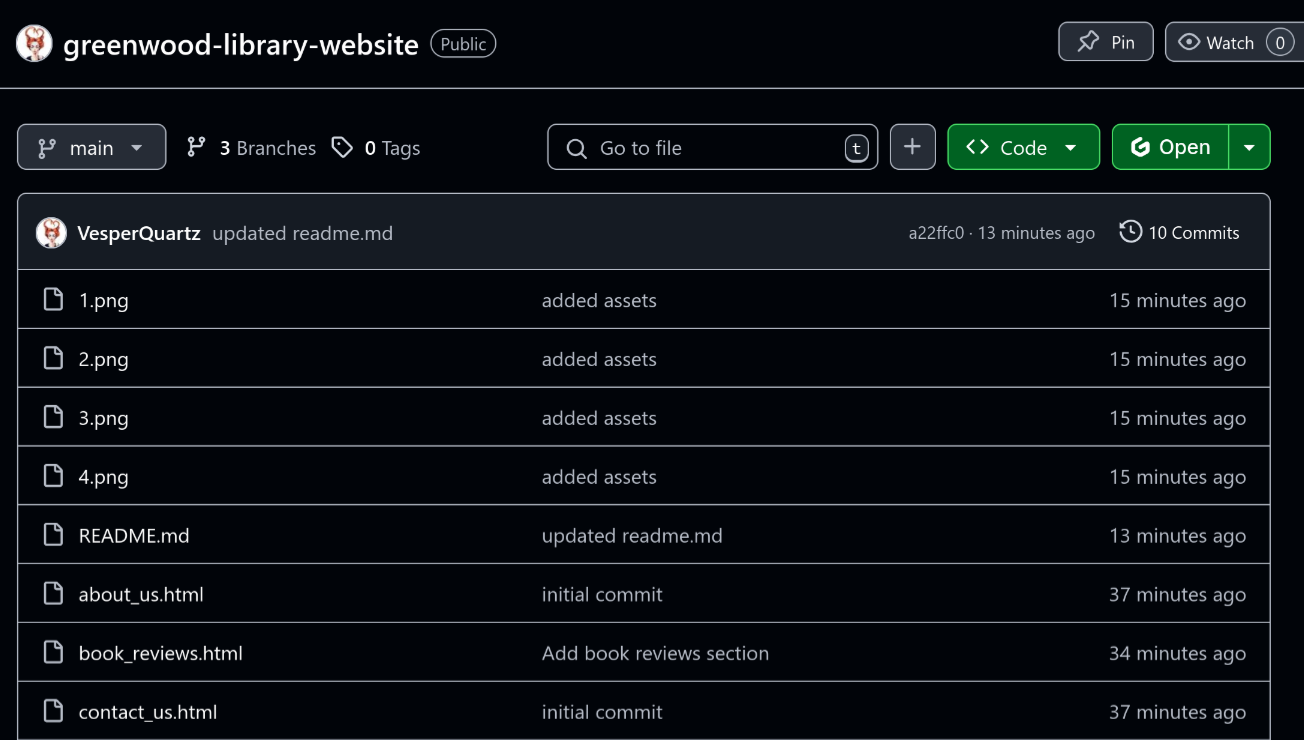 greenwood-library-website Public Pin Watch 0
main 3 Branches 0 Tags Go to file t Code Open
VesperQuartz updated readme.md a22ffc0 · 13 minutes ago 10 Commits
1.png added assets 15 minutes ago
2.png added assets 15 minutes ago
3.png added assets 15 minutes ago
4.png added assets 15 minutes ago
README.md updated readme.md 13 minutes ago
about_us.html initial commit 37 minutes ago
book_reviews.html Add book reviews section 34 minutes ago
contact_us.html initial commit 37 minutes ago